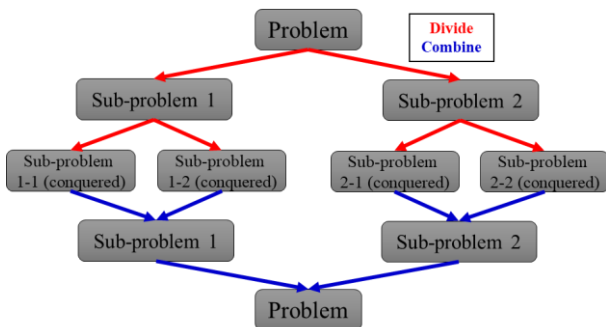 Problem
Divide
Combine
Sub-problem 1
Sub-problem 2
Sub-problem
1-1 (conquered)
Sub-problem
1-2 (conquered)
Sub-problem
2-1 (conquered)
Sub-problem
2-2 (conquered)
Sub-problem 1
Sub-problem 2
Problem